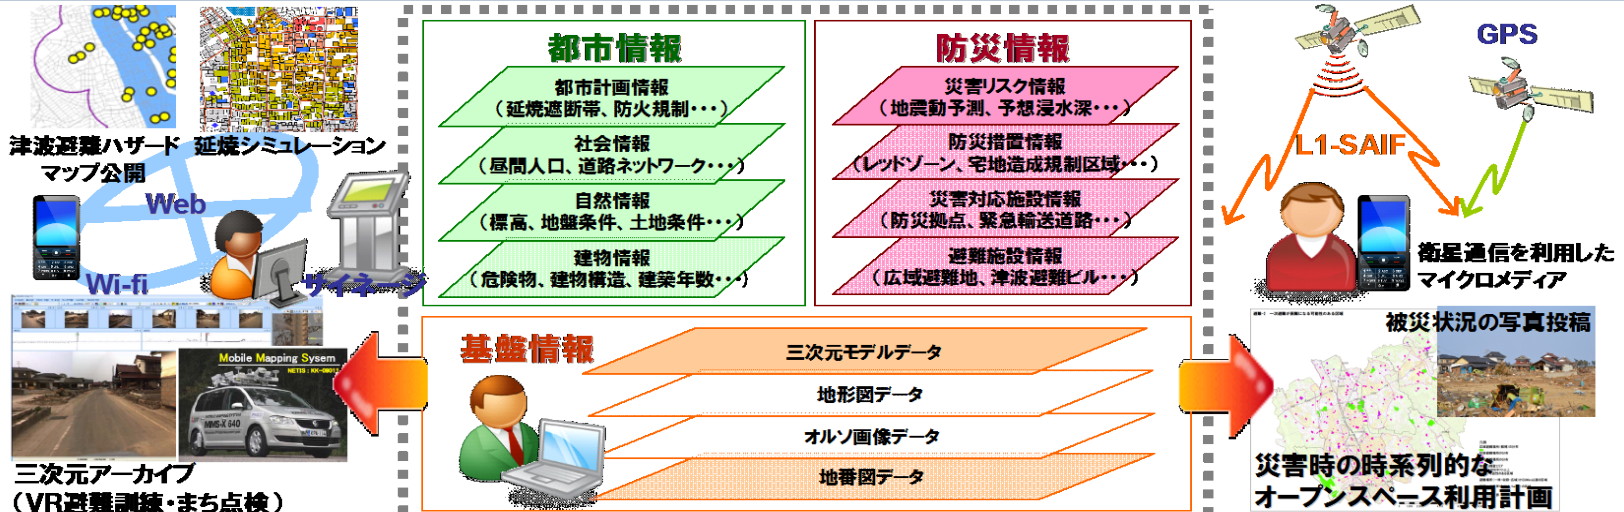 津波避難ハザード
マップ公開
延焼シミュレーション
Web
Wi-fi
サイネージ
Mobile Mapping Sysem
MMS-X 640
三次元アーカイブ
（VR避難訓練・まち点検）
都市情報
都市計画情報
（延焼遮断帯、防火規制・・・）
社会情報
（昼間人口、道路ネットワーク・・・）
自然情報
（標高、地盤条件、土地条件・・・）
建物情報
（危険物、建物構造、建築年数・・・）
防災情報
災害リスク情報
（地震動予測、予想浸水深・・・）
防災措置情報
（レッドゾーン、宅地造成規制区域・・・）
災害対応施設情報
（防災拠点、緊急輸送道路・・・）
避難施設情報
（広域避難地、津波避難ビル・・・）
基盤情報
三次元モデルデータ
地形図データ
オルソ画像データ
地番図データ
GPS
L1-SAIF
衛星通信を利用した
マイクロメディア
被災状況の写真投稿
災害時の時系列的な
オープンスペース利用計画